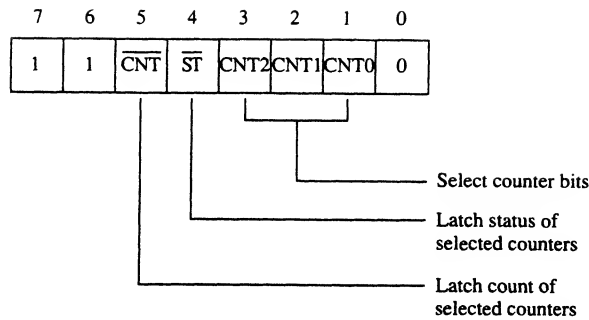 7 6 5 4 3 2 1 0
1 1 CNT ST CNT2 CNT1 CNT0 0
Select counter bits
Latch status of
selected counters
Latch count of
selected counters